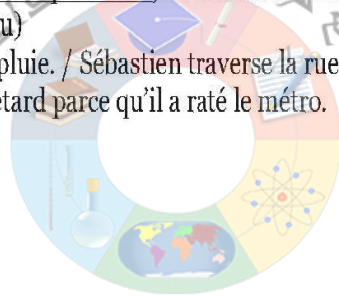 u)
pluie. / Sébastien traverse la rue
etard parce qu'il a raté le métro.